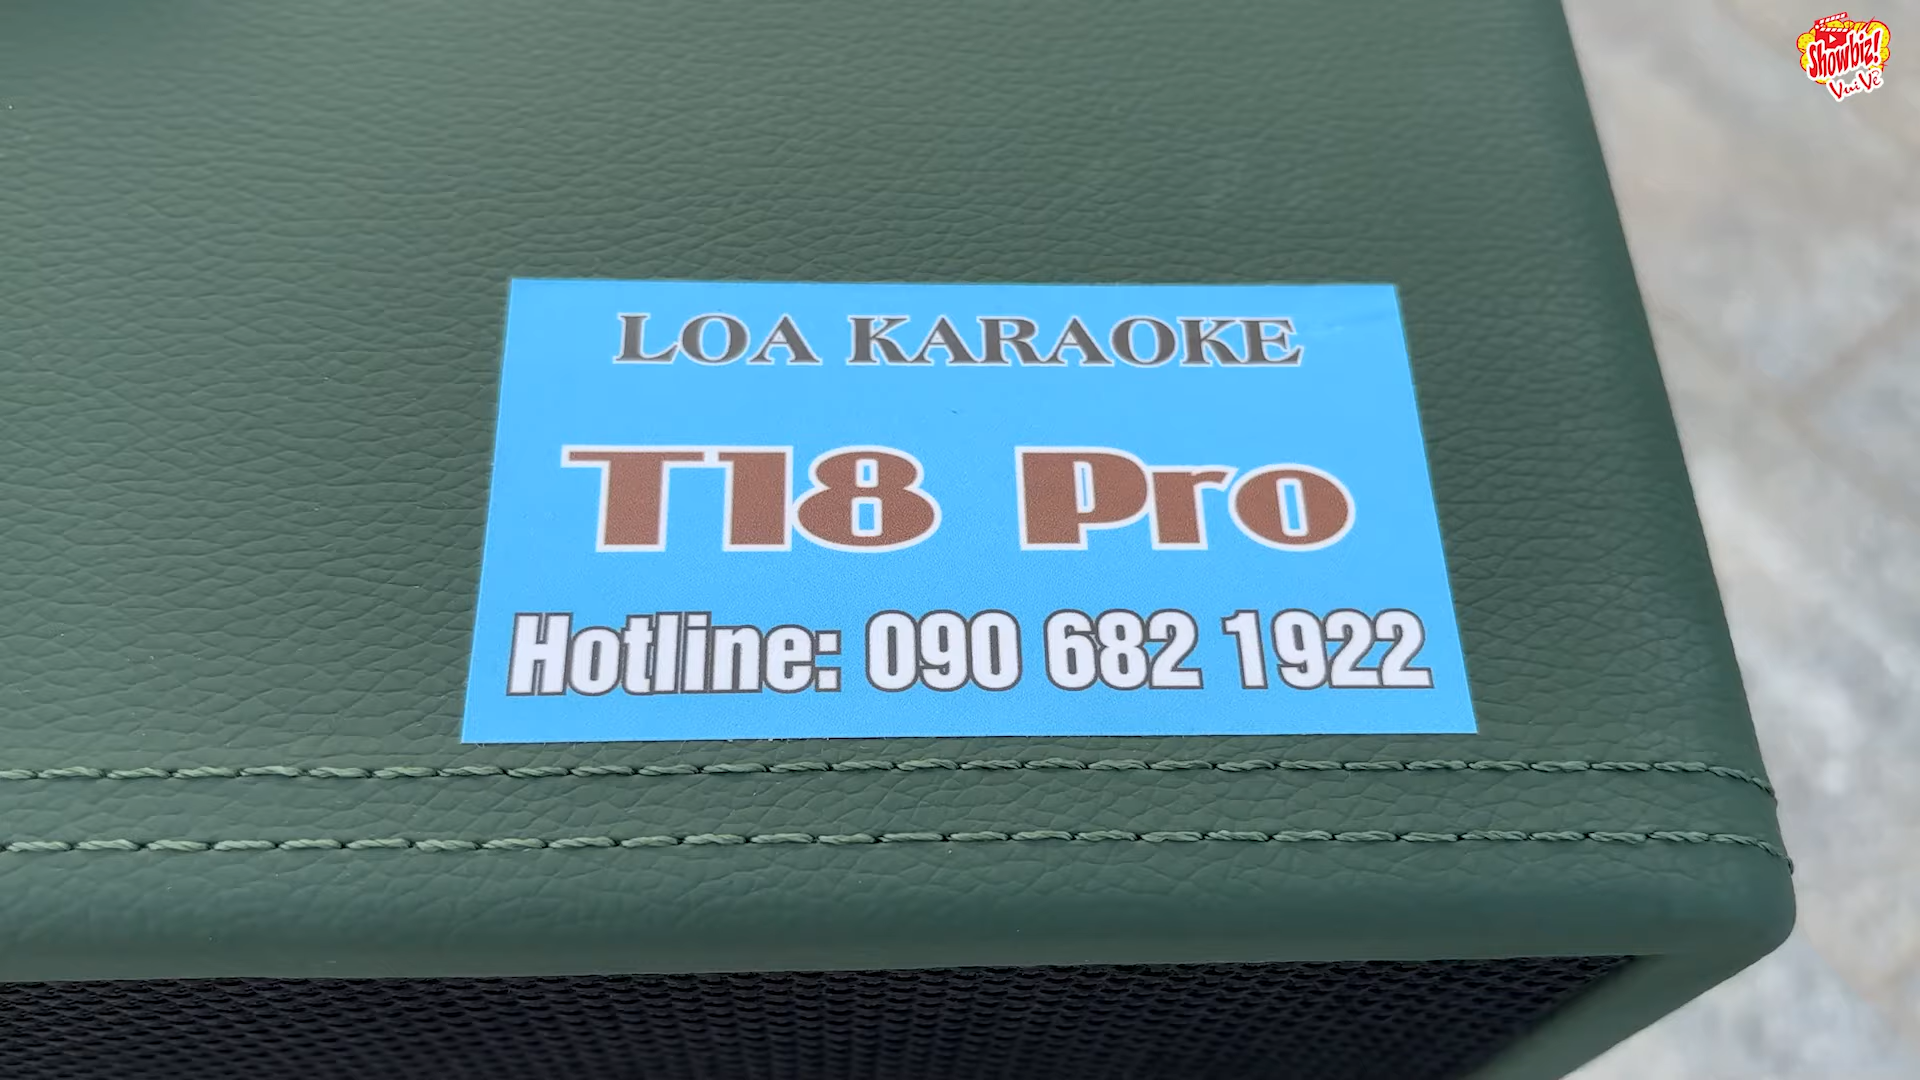 Showbiz!
Vui Vẻ
LOA KARAOKE
T18 Pro
Hotline: 090 682 1922